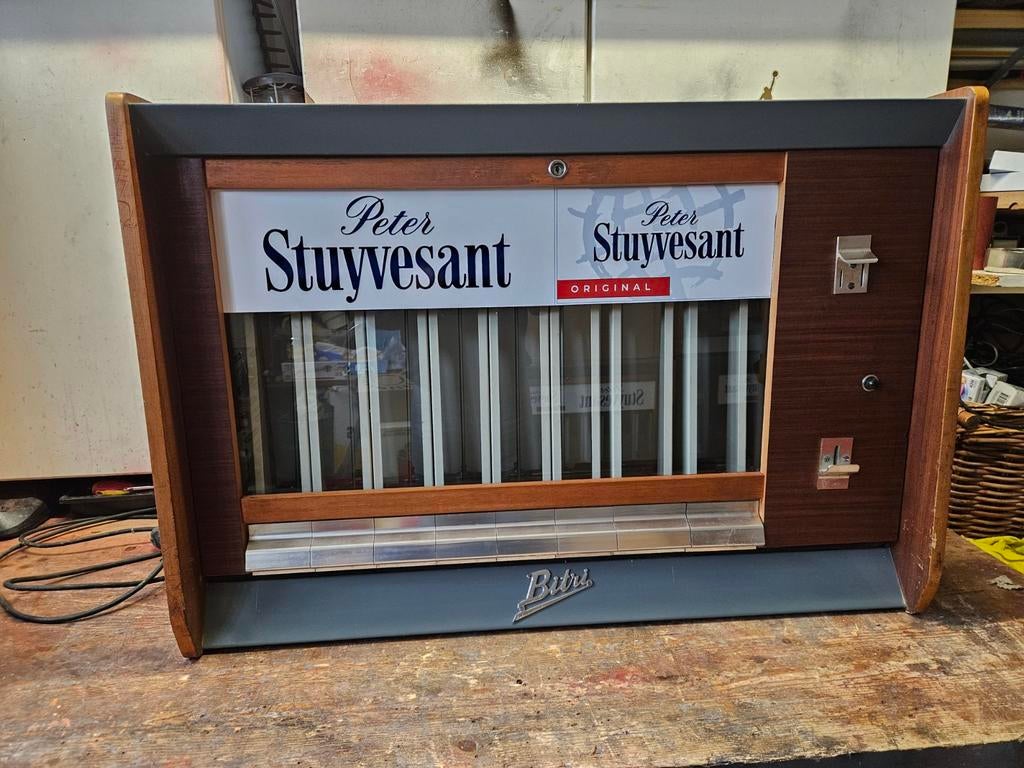 Peter
Stuyvesant
Peter
Stuyvesant
ORIGINAL
Bitri